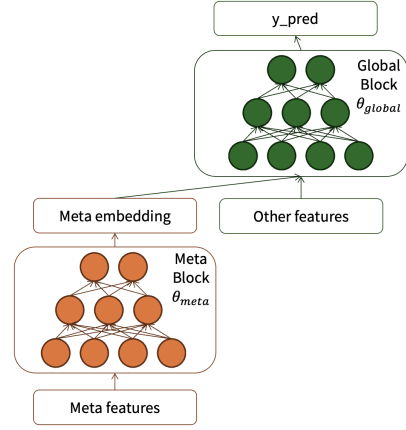 y_pred
Global
Block
θ_global
Meta embedding
Other features
Meta
Block
θ_meta
Meta features